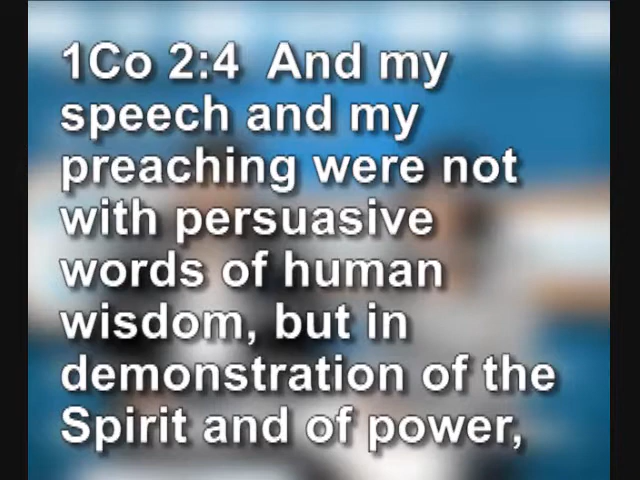 1Co 2:4  And my
speech and my
preaching were not
with persuasive
words of human
wisdom, but in
demonstration of the
Spirit and of power,